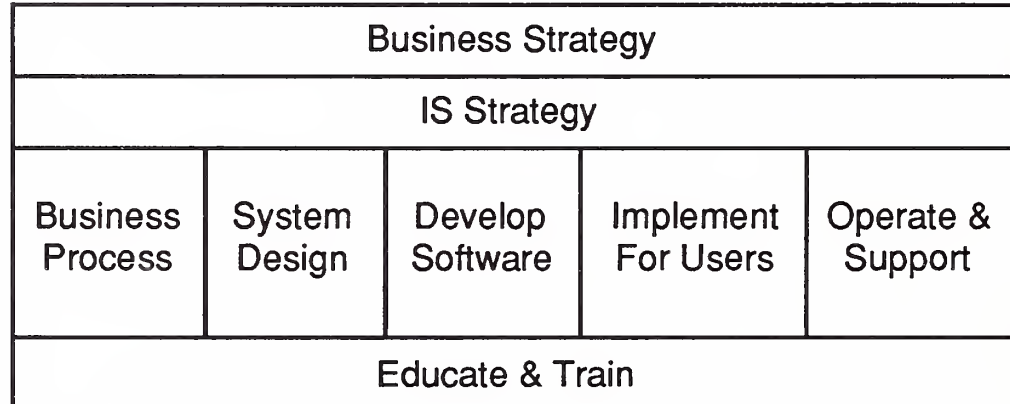 Business Strategy
IS Strategy
Business
Process
System
Design
Develop
Software
Implement
For Users
Operate &
Support
Educate & Train